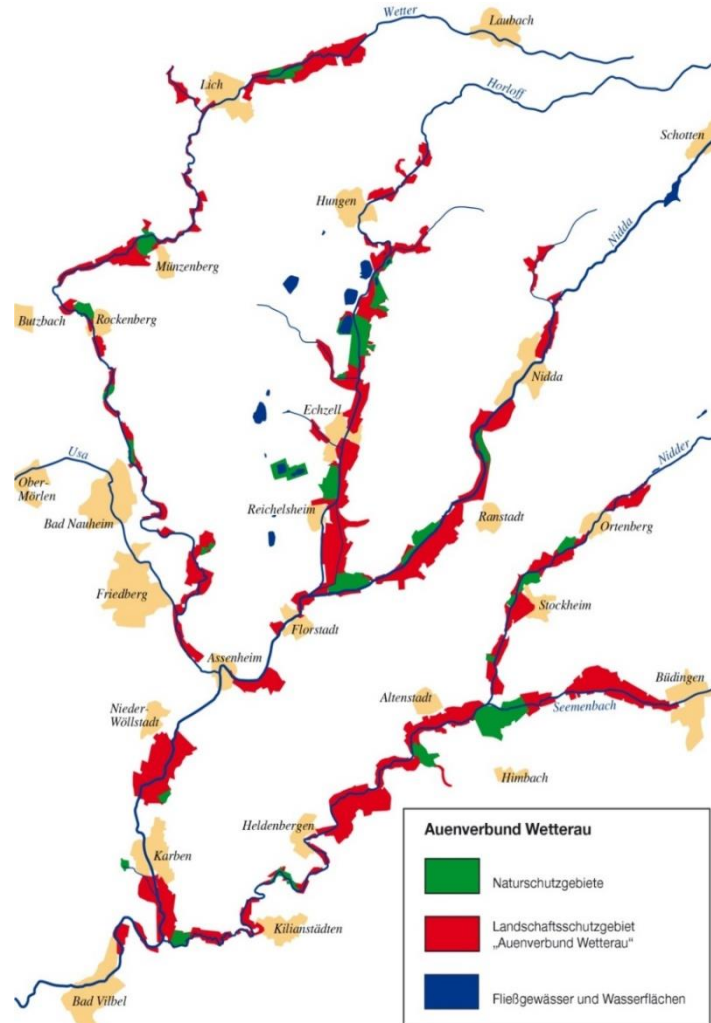 Wetter
Laubach
Lich
Horloff
Schotten
Hungen
Nidda
Münzenberg
Butzbach
Rockenberg
Nidda
Echzell
Usa
Nidder
Ober-
Mörlen
Bad Nauheim
Reichelsheim
Ranstadt
Ortenberg
Friedberg
Stockheim
Florstadt
Assenheim
Büdingen
Altenstadt
Seemenbach
Nieder-
Wöllstadt
Himbach
Heldenbergen
Karben
Kilianstädten
Bad Vilbel
Auenverbund Wetterau
Naturschutzgebiete
Landschaftsschutzgebiet
„Auenverbund Wetterau“
Fließgewässer und Wasserflächen